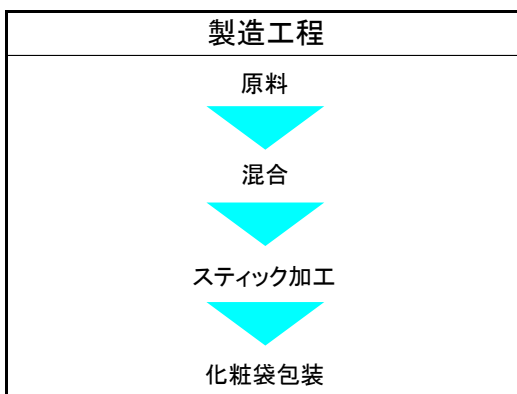 製造工程
原料
混合
スティック加工
化粧袋包装